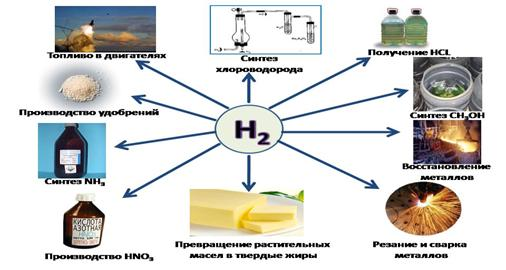 Топливо в двигателях
Синтез
хлороводорода
Получение HCL
Производство удобрений
Синтез CH₃OH
H₂
Синтез NH₃
Восстановление
металлов
КИСЛОТА
АЗОТНАЯ
Производство HNO₃
Превращение растительных
масел в твердые жиры
Резание и сварка
металлов